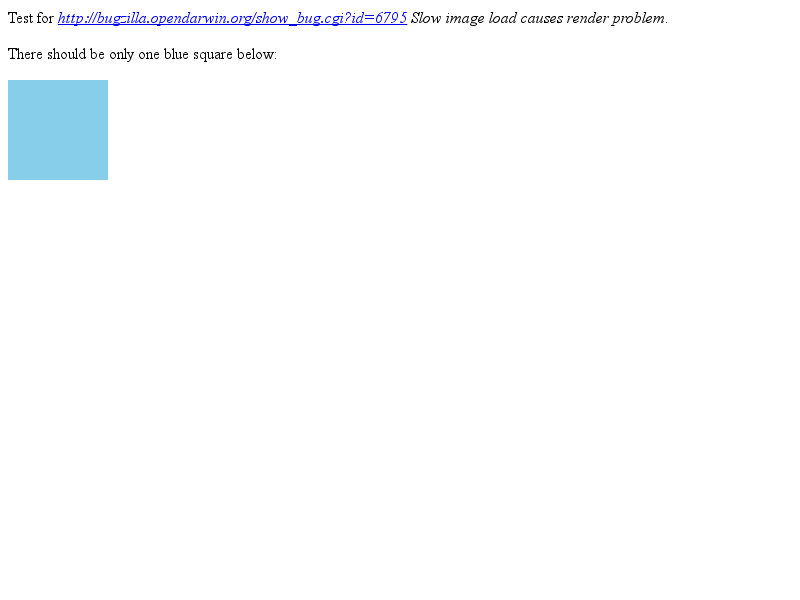 Test for http://bugzilla.opendarwin.org/show_bug.cgi?id=6795 Slow image load causes render problem.
There should be only one blue square below: